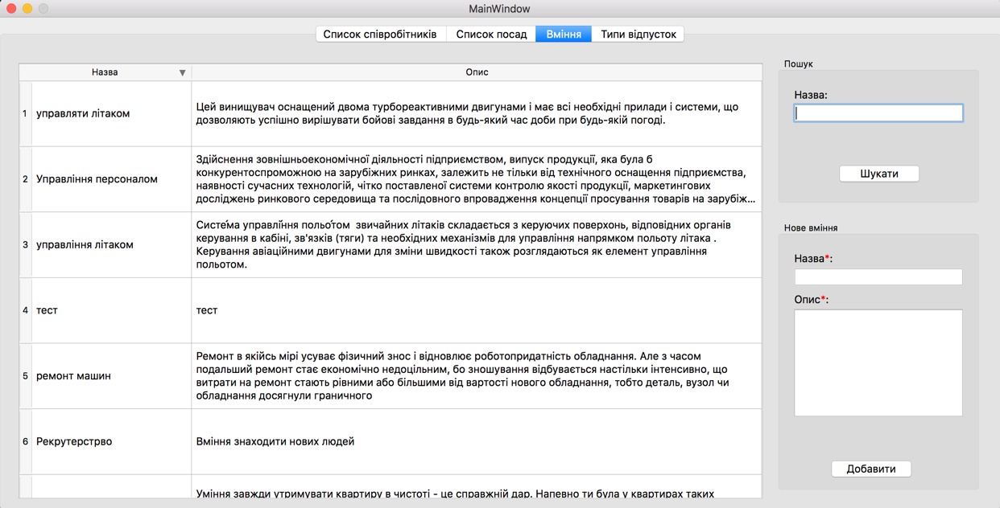 MainWindow
Список співробітників
Список посад
Вміння
Типи відпусток
Назва
Опис
1
управляти літаком
Цей винищувач оснащений двома турбореактивними двигунами і має всі необхідні прилади і системи, що
дозволяють успішно вирішувати бойові завдання в будь-який час доби при будь-якій погоді.
2
Управління персоналом
Здійснення зовнішньоекономічної діяльності підприємством, випуск продукції, яка була б
конкурентоспроможною на зарубіжних ринках, залежить не тільки від технічного оснащення підприємства,
наявності сучасних технологій, чітко поставленої системи контролю якості продукції, маркетингових
досліджень ринкового середовища та послідовного впровадження концепції просування товарів на зарубіж...
3
управління літаком
Систе́ма управлі́ння польо́том  звичайних літаків складається з керуючих поверхонь, відповідних органів
керування в кабіні, зв'язків (тяги) та необхідних механізмів для управління напрямком польоту літака .
Керування авіаційними двигунами для зміни швидкості також розглядаються як елемент управління
польотом.
4
тест
тест
5
ремонт машин
Ремонт в якійсь мірі усуває фізичний знос і відновлює роботопридатність обладнання. Але з часом
подальший ремонт стає економічно недоцільним, бо зношування відбувається настільки інтенсивно, що
витрати на ремонт стають рівними або більшими від вартості нового обладнання, тобто деталь, вузол чи
обладнання досягнули граничного
6
Рекрутерстрво
Вміння знаходити нових людей
Уміння завжди утримувати квартиру в чистоті - це справжній дар. Напевно ти була у квартирах таких
Пошук
Назва:
Шукати
Нове вміння
Назва*:
Опис*:
Добавити